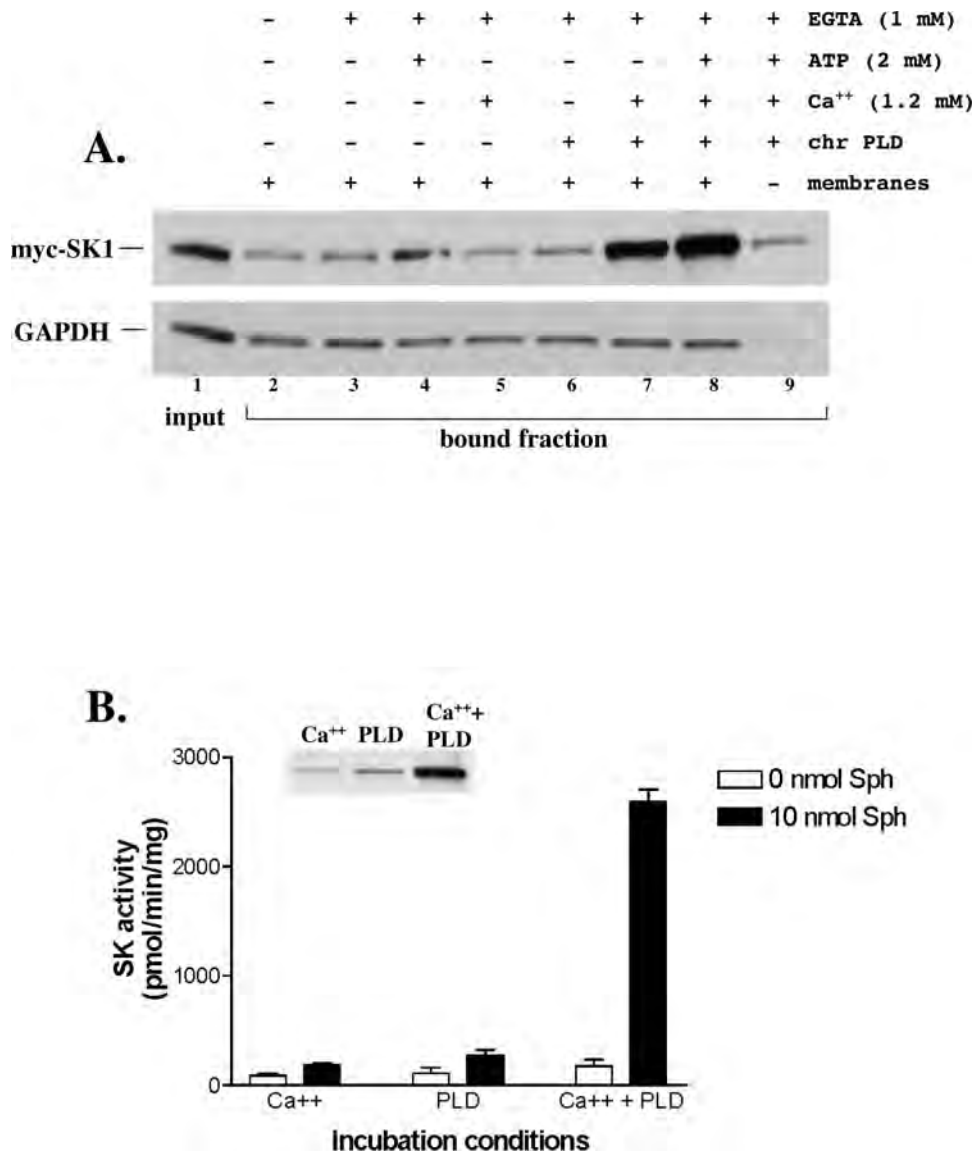 - + + + + + + + EGTA (1 mM)
- - + - - - + + ATP (2 mM)
- - - + - + + + Ca++ (1.2 mM)
A.
- - - - + + + + chr PLD
+ + + + + + + - membranes
myc-SK1
GAPDH
1 2 3 4 5 6 7 8 9
input
bound fraction
B.
Ca++ PLD Ca+++
PLD
3000
2000
1000
0
SK activity
(pmol/min/mg)
0 nmol Sph
10 nmol Sph
Ca++ PLD Ca++ + PLD
Incubation conditions